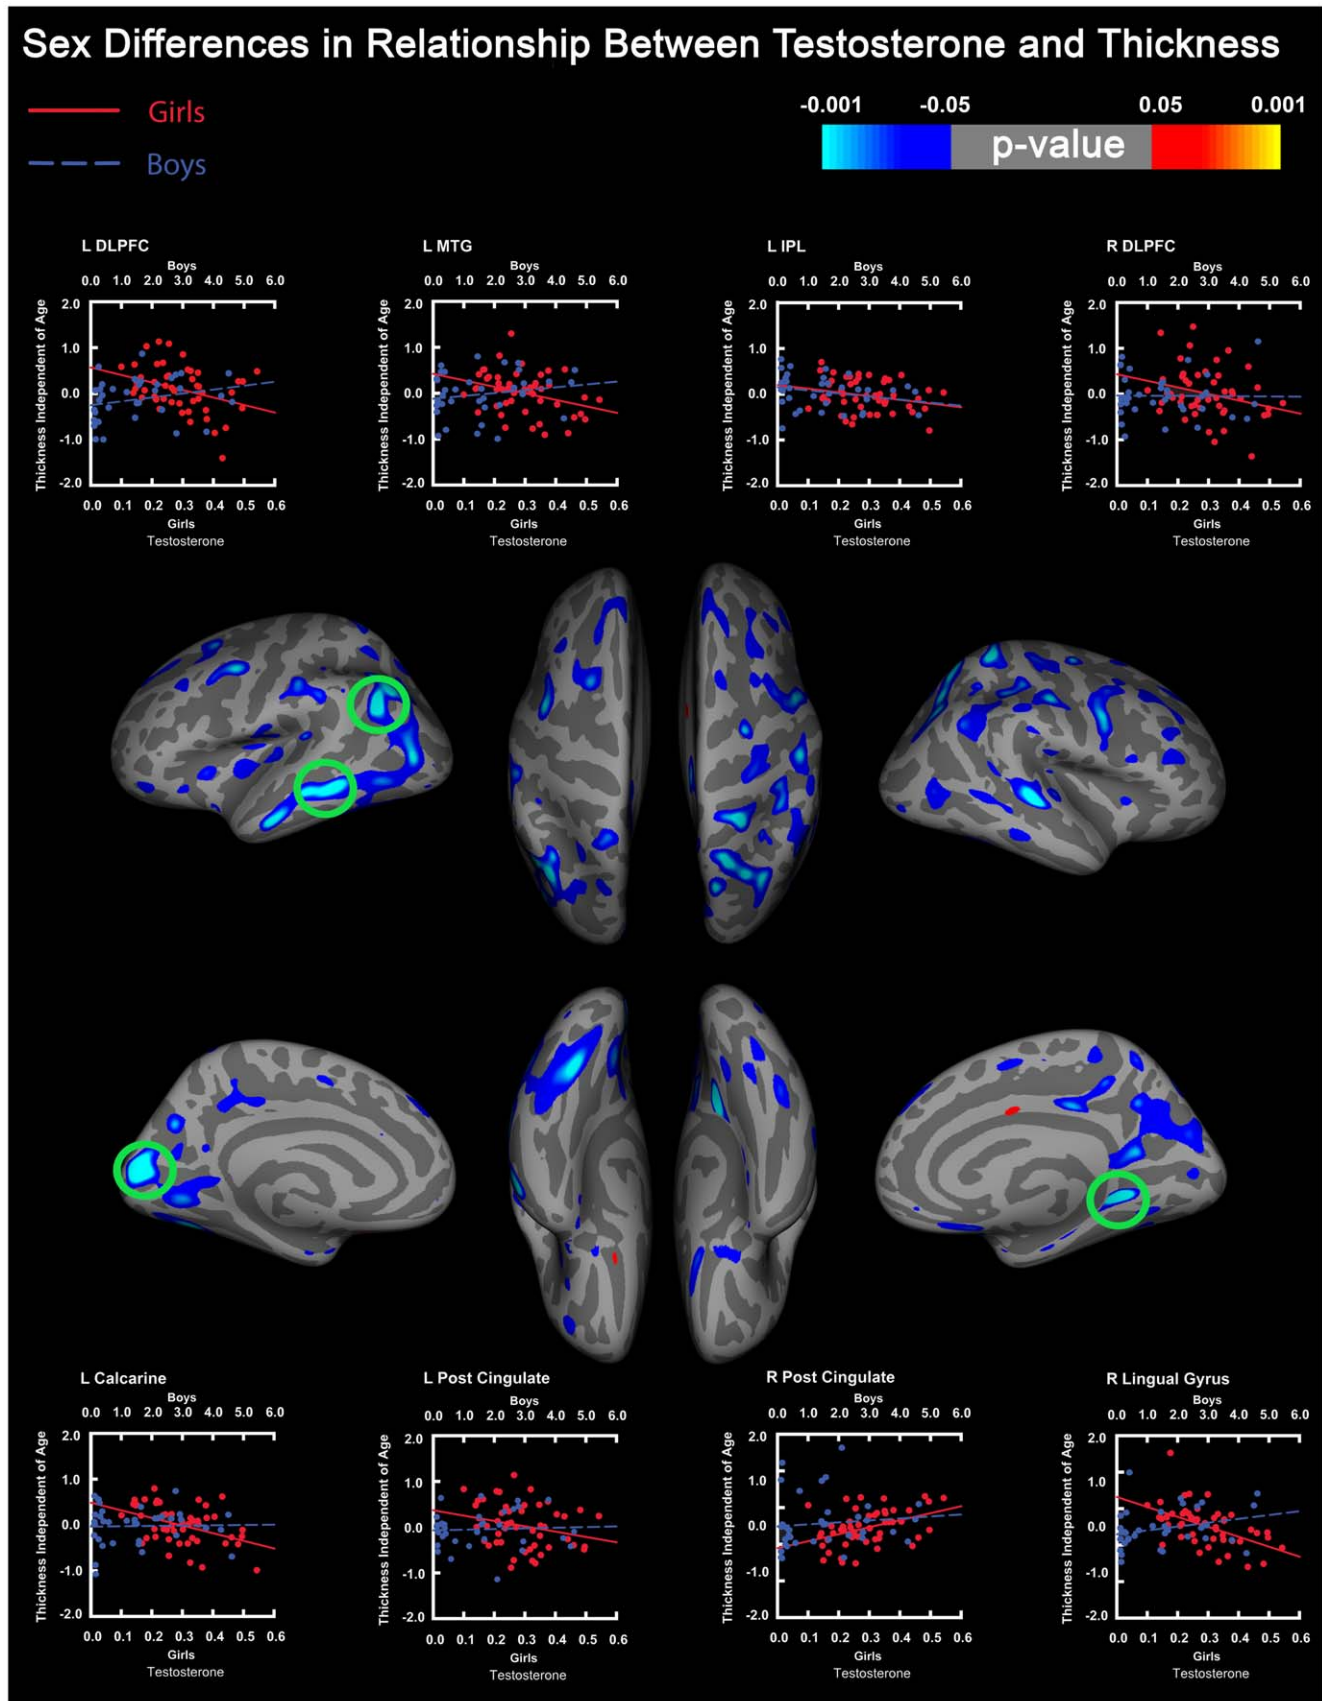 Sex Differences in Relationship Between Testosterone and Thickness
Girls
Boys
-0.001 -0.05 0.05 0.001
p-value
L DLPFC
Boys
0.0 1.0 2.0 3.0 4.0 5.0 6.0
Thickness Independent of Age
2.0
1.0
0.0
-1.0
-2.0
0.0 0.1 0.2 0.3 0.4 0.5 0.6
Girls
Testosterone
L MTG
Boys
0.0 1.0 2.0 3.0 4.0 5.0 6.0
Thickness Independent of Age
2.0
1.0
0.0
-1.0
-2.0
0.0 0.1 0.2 0.3 0.4 0.5 0.6
Girls
Testosterone
L IPL
Boys
0.0 1.0 2.0 3.0 4.0 5.0 6.0
Thickness Independent of Age
2.0
1.0
0.0
-1.0
-2.0
0.0 0.1 0.2 0.3 0.4 0.5 0.6
Girls
Testosterone
R DLPFC
Boys
0.0 1.0 2.0 3.0 4.0 5.0 6.0
Thickness Independent of Age
2.0
1.0
0.0
-1.0
-2.0
0.0 0.1 0.2 0.3 0.4 0.5 0.6
Girls
Testosterone
L Calcarine
Boys
0.0 1.0 2.0 3.0 4.0 5.0 6.0
Thickness Independent of Age
2.0
1.0
0.0
-1.0
-2.0
0.0 0.1 0.2 0.3 0.4 0.5 0.6
Girls
Testosterone
L Post Cingulate
Boys
0.0 1.0 2.0 3.0 4.0 5.0 6.0
Thickness Independent of Age
2.0
1.0
0.0
-1.0
-2.0
0.0 0.1 0.2 0.3 0.4 0.5 0.6
Girls
Testosterone
R Post Cingulate
Boys
0.0 1.0 2.0 3.0 4.0 5.0 6.0
Thickness Independent of Age
2.0
1.0
0.0
-1.0
-2.0
0.0 0.1 0.2 0.3 0.4 0.5 0.6
Girls
Testosterone
R Lingual Gyrus
Boys
0.0 1.0 2.0 3.0 4.0 5.0 6.0
Thickness Independent of Age
2.0
1.0
0.0
-1.0
-2.0
0.0 0.1 0.2 0.3 0.4 0.5 0.6
Girls
Testosterone